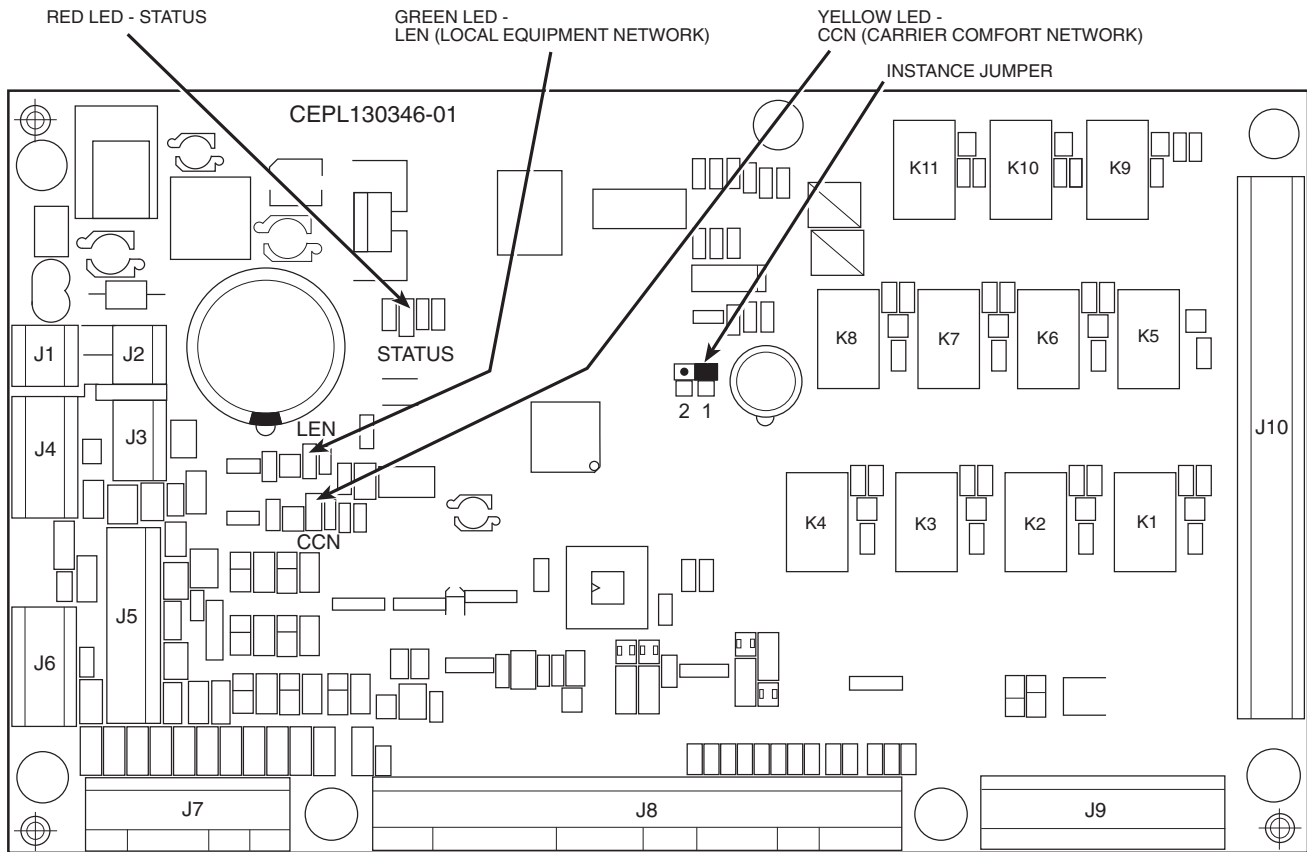 RED LED - STATUS
GREEN LED -
LEN (LOCAL EQUIPMENT NETWORK)
YELLOW LED -
CCN (CARRIER COMFORT NETWORK)
INSTANCE JUMPER
CEPL130346-01
K11
K10
K9
K8
K7
K6
K5
J1
J2
STATUS
2
1
J3
J4
LEN
J10
K4
K3
K2
K1
CCN
J5
J6
J7
J8
J9